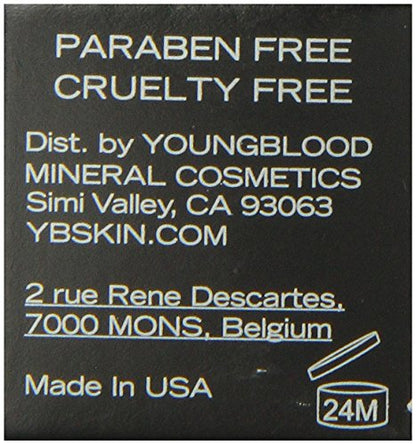 PARABEN FREE
CRUELTY FREE
Dist. by YOUNGBLOOD
MINERAL COSMETICS
Simi Valley, CA 93063
YBSKIN.COM
2 rue Rene Descartes,
7000 MONS, Belgium
Made In USA
24M